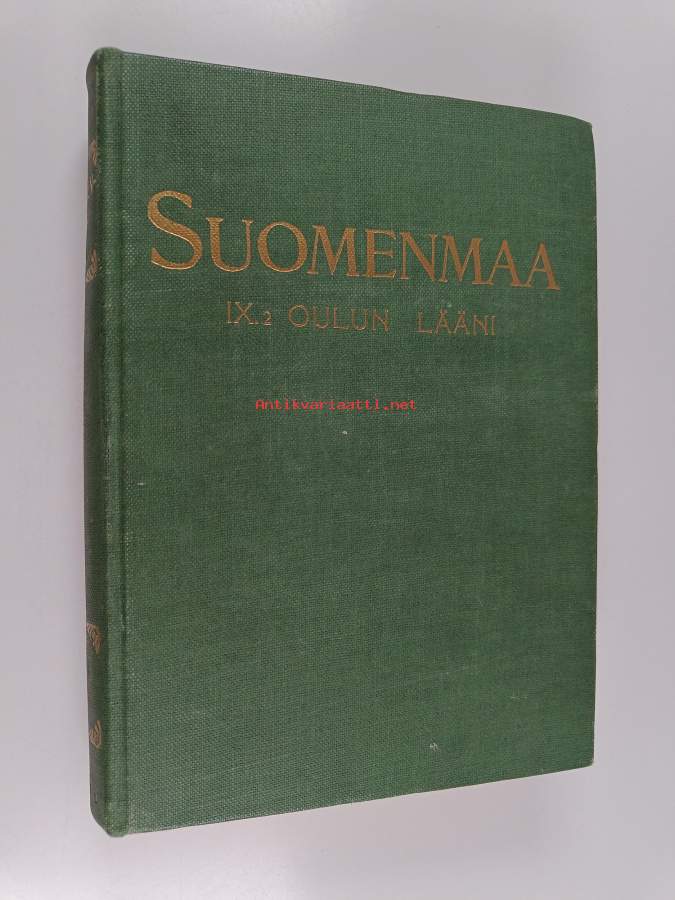 SUOMENMAA
IX.2 OULUN LÄÄNI
Antikvariaatti.net